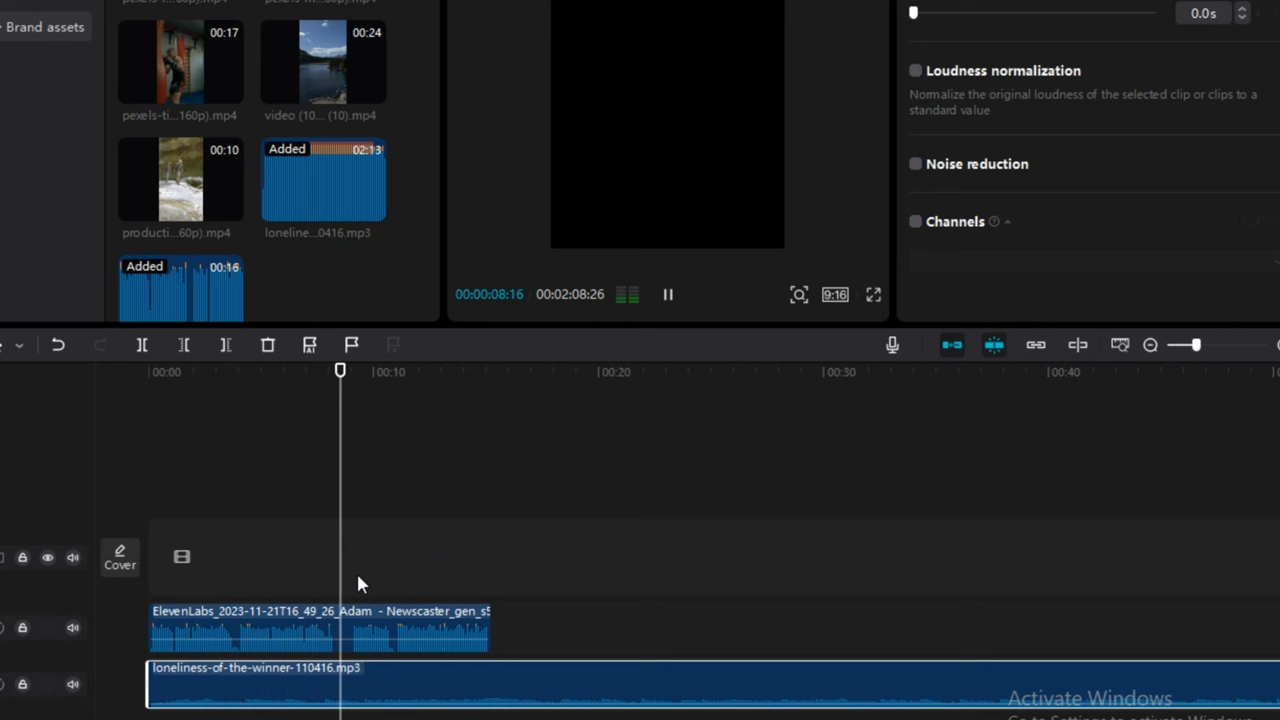 Brand assets
00:17
00:24
pexels-ti... 160p).mp4
video (10... (10).mp4
00:10
Added
02:13
producti...60p).mp4
loneline...0416.mp3
Added
00:16
00:00:08:16
00:02:08:26
9:16
0.0s
Loudness normalization
Normalize the original loudness of the selected clip or clips to a
standard value
Noise reduction
Channels
00:00
00:10
00:20
00:30
00:40
Cover
ElevenLabs_2023-11-21T16_49_26_Adam - Newscaster_gen_s5
loneliness-of-the-winner-110416.mp3
Activate Windows